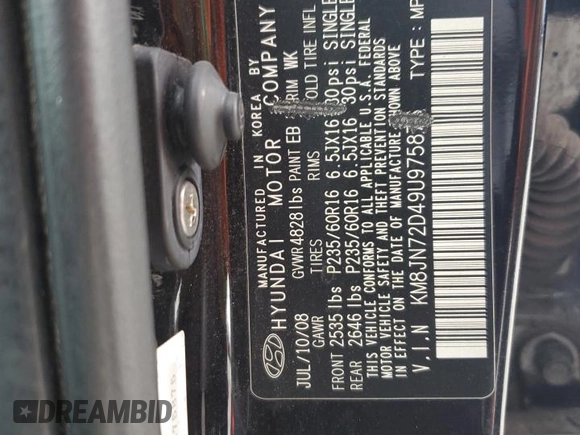 MANUFACTURED IN KOREA BY
HYUNDAI MOTOR COMPANY
JUL/10/08 GVWR 4828 lbs PAINT EB TRIM WK
GAWR TIRES RIMS COLD TIRE INFL
FRONT 2535 lbs P235/60R16 6.5JX16 30psi SINGLE
REAR 2646 lbs P235/60R16 6.5JX16 30psi SINGLE
THIS VEHICLE CONFORMS TO ALL APPLICABLE U.S.A. FEDERAL
MOTOR VEHICLE SAFETY AND THEFT PREVENTION STANDARDS
IN EFFECT ON THE DATE OF MANUFACTURE SHOWN ABOVE
V.I.N KM8JN72D49U9758 TYPE : MP
DREAMBID